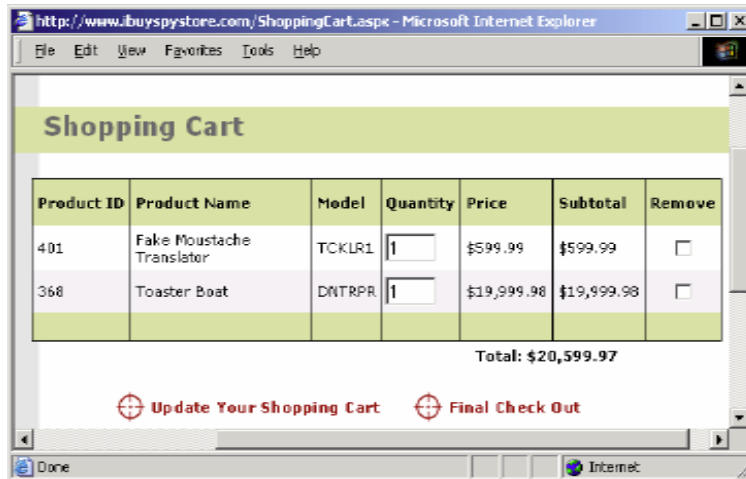 http://www.ibuyspystore.com/ShoppingCart.aspx - Microsoft Internet Explorer
File Edit View Favorites Tools Help
Shopping Cart
Product ID Product Name Model Quantity Price Subtotal Remove
401 Fake Moustache Translator TCKLR1 1 $599.99 $599.99
368 Toaster Boat DNTRPR 1 $19,999.98 $19,999.98
Total: $20,599.97
Update Your Shopping Cart Final Check Out
Done Internet